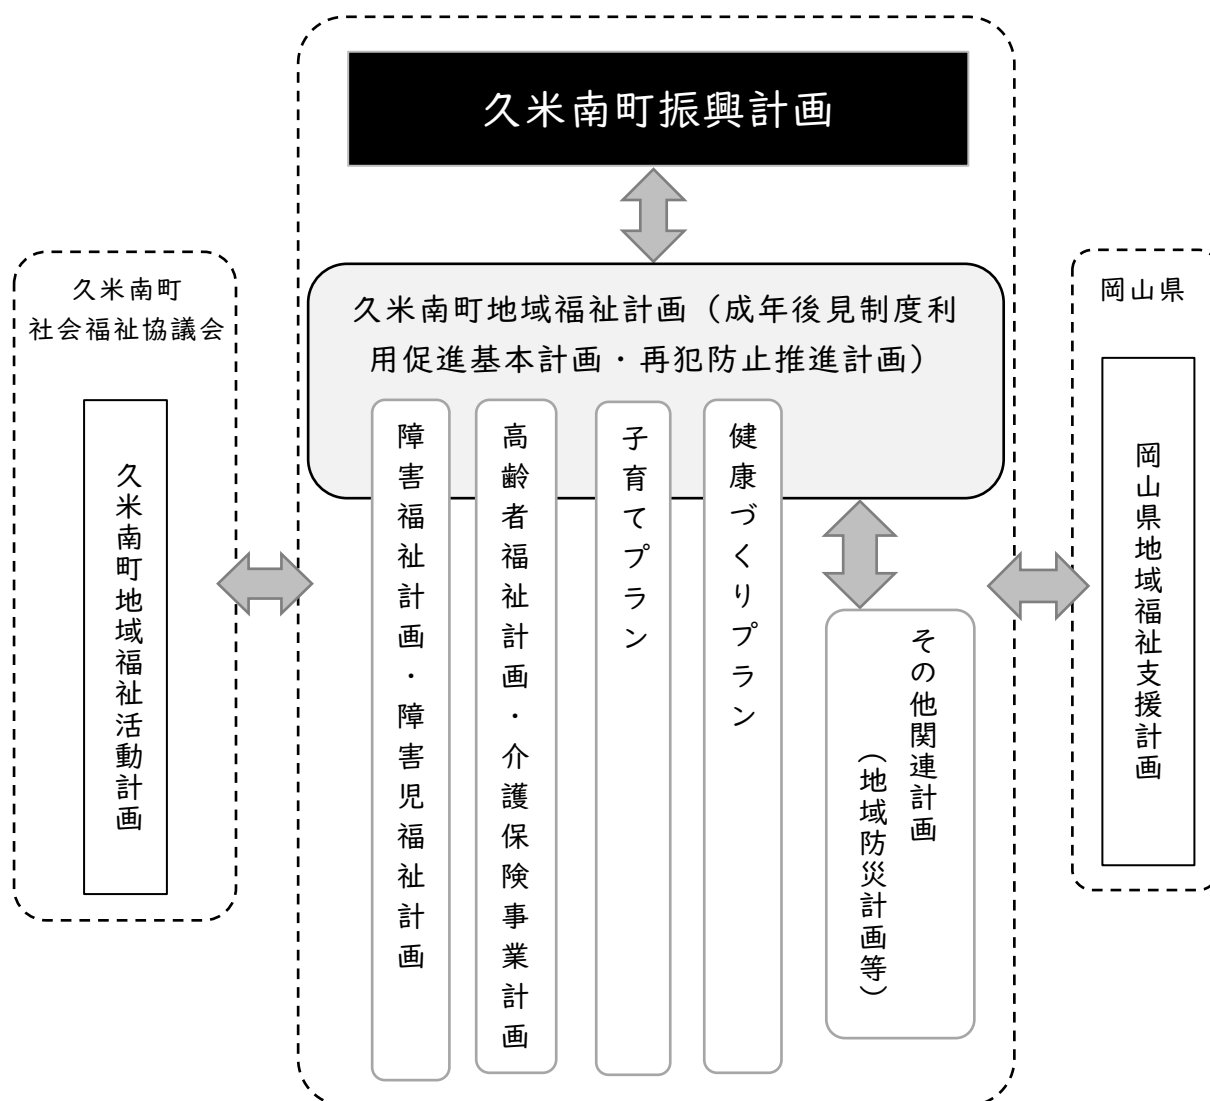 久米南町振興計画
久米南町
社会福祉協議会
久米南町地域福祉活動計画
久米南町地域福祉計画（成年後見制度利
用促進基本計画・再犯防止推進計画）
障害福祉計画・障害児福祉計画
高齢者福祉計画・介護保険事業計画
子育てプラン
健康づくりプラン
その他関連計画
（地域防災計画等）
岡山県
岡山県地域福祉支援計画